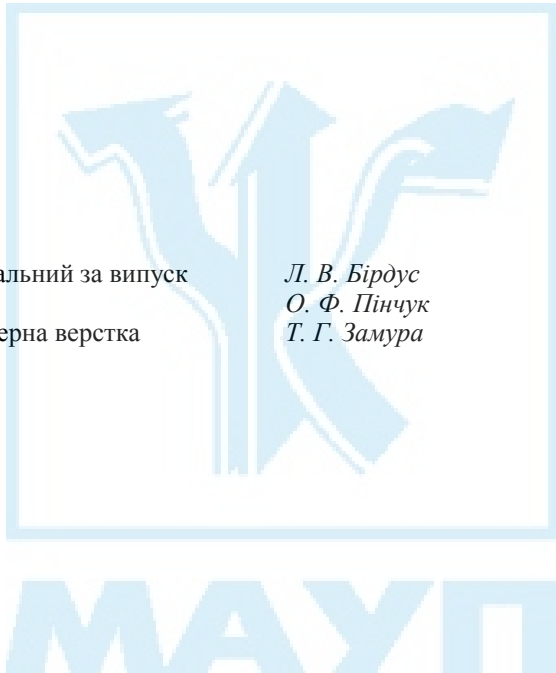 альний за випуск Л. В. Бірдус
О. Ф. Пінчук
ерна верстка Т. Г. Замура
МАУП